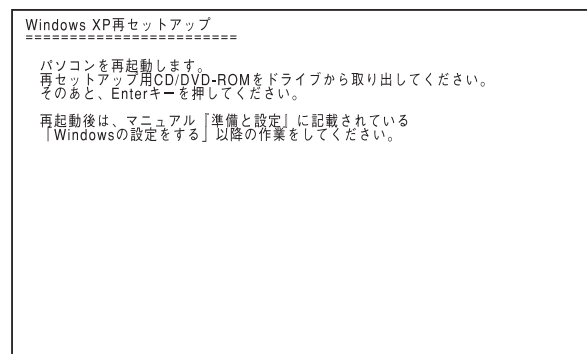 Windows XP再セットアップ
========================
パソコンを再起動します。
再セットアップ用CD/DVD-ROMをドライブから取り出してください。
そのあと、Enterキーを押してください。
再起動後は、マニュアル『準備と設定』に記載されている
「Windowsの設定をする」以降の作業をしてください。